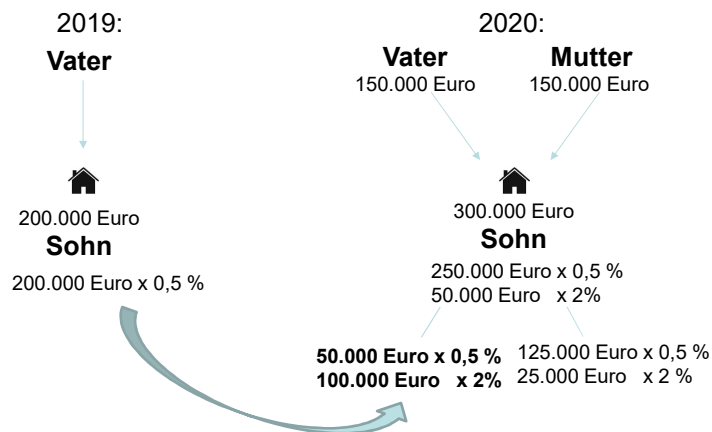 2019:
Vater
200.000 Euro
Sohn
200.000 Euro x 0,5 %
2020:
Vater Mutter
150.000 Euro 150.000 Euro
300.000 Euro
Sohn
250.000 Euro x 0,5 %
50.000 Euro x 2%
50.000 Euro x 0,5 %
100.000 Euro x 2%
125.000 Euro x 0,5 %
25.000 Euro x 2 %